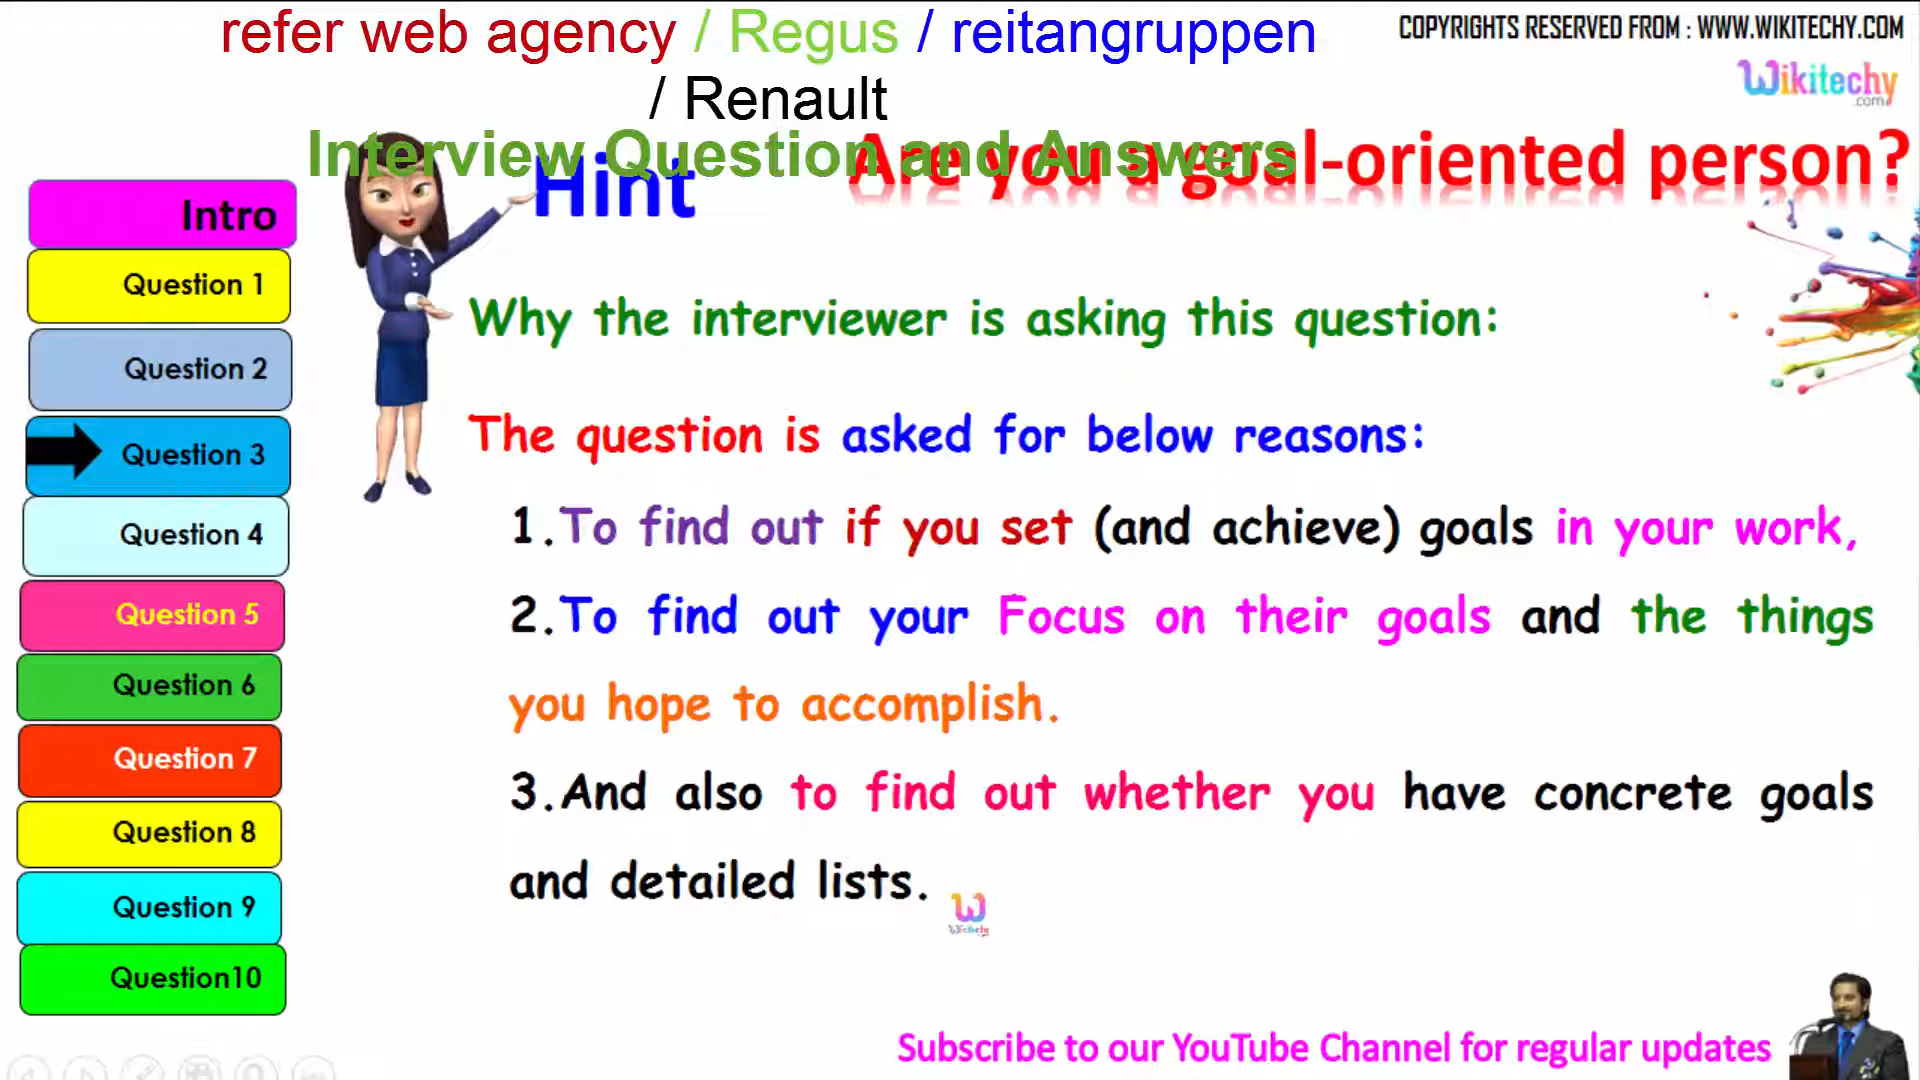 refer web agency / Regus / reitangruppen
/ Renault
COPYRIGHTS RESERVED FROM : WWW.WIKITECHY.COM
Wikitechy
.com
Interview Question and Answers
Hint
Are you a goal-oriented person?
Intro
Question 1
Question 2
Question 3
Question 4
Question 5
Question 6
Question 7
Question 8
Question 9
Question10
Why the interviewer is asking this question:
The question is asked for below reasons:
1.To find out if you set (and achieve) goals in your work,
2.To find out your Focus on their goals and the things
you hope to accomplish.
3.And also to find out whether you have concrete goals
and detailed lists.
W
Wikitechy
Subscribe to our YouTube Channel for regular updates